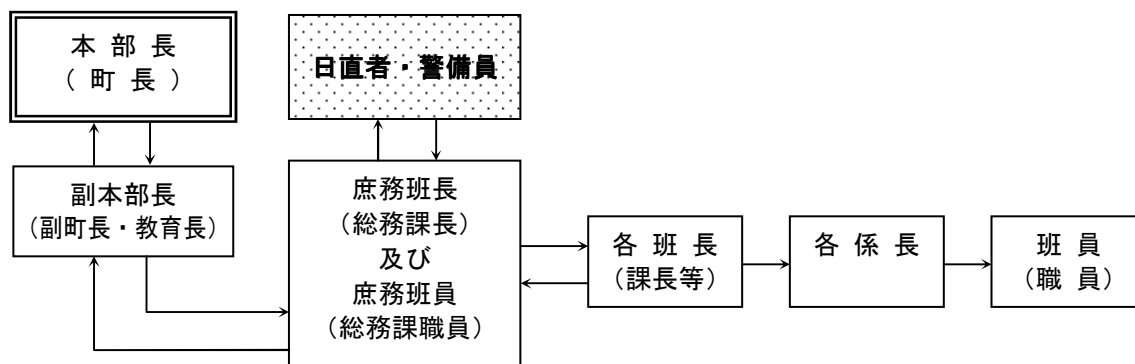 本 部 長
( 町 長 )
日直者・警備員
副本部長
(副町長・教育長)
庶務班長
(総務課長)
及び
庶務班員
(総務課職員)
各 班 長
(課長等)
各 係 長
班 員
(職 員)